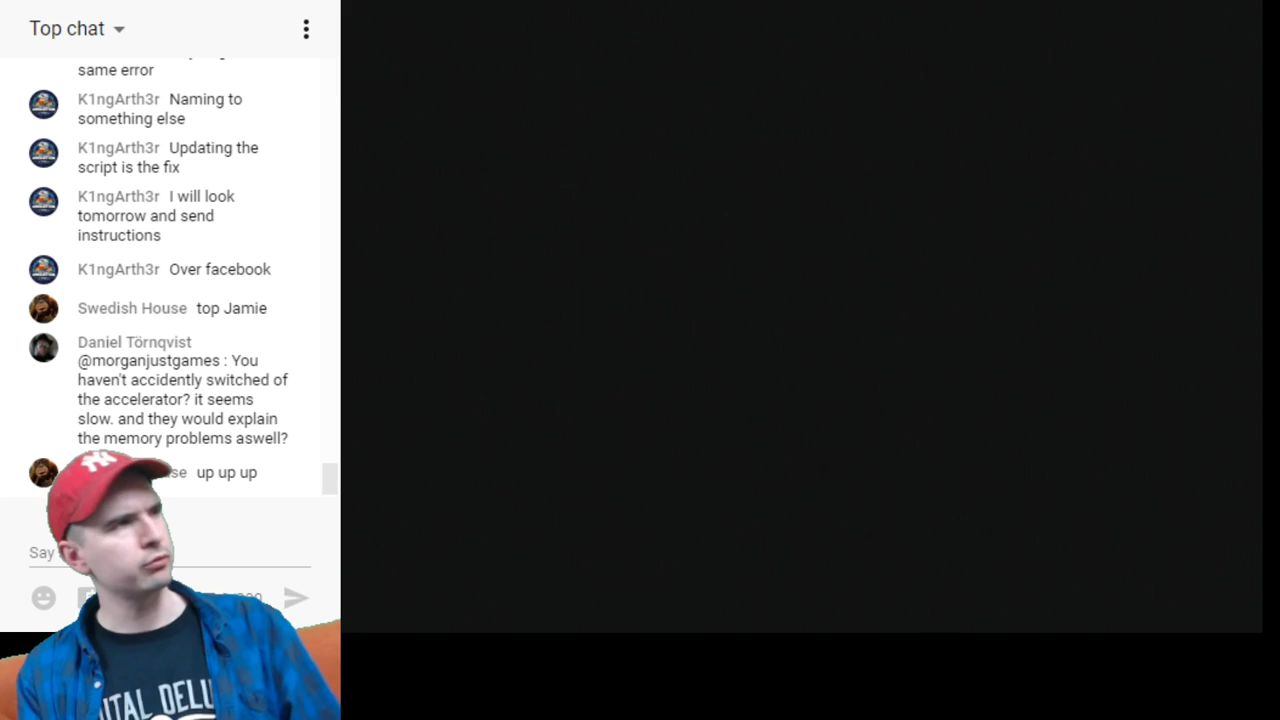 Top chat
same error
K1ngArth3r Naming to
something else
K1ngArth3r Updating the
script is the fix
K1ngArth3r I will look
tomorrow and send
instructions
K1ngArth3r Over facebook
Swedish House top Jamie
Daniel Törnqvist
@morganjustgames : You
haven't accidently switched of
the accelerator? it seems
slow. and they would explain
the memory problems aswell?
up up up
Say